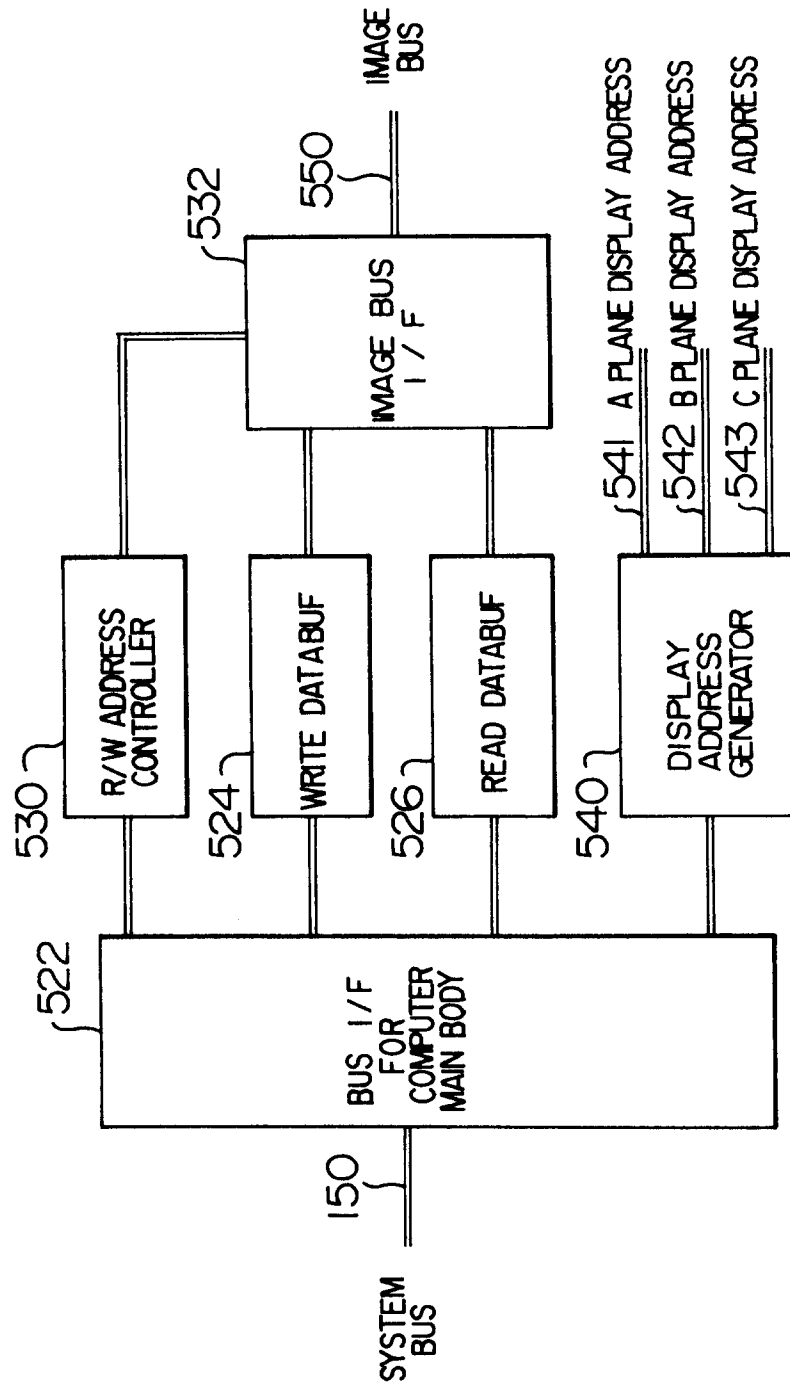 SYSTEM
BUS
150
522
BUS I/F
FOR
COMPUTER
MAIN BODY
530
R/W ADDRESS
CONTROLLER
524
WRITE DATABUF
526
READ DATABUF
540
DISPLAY
ADDRESS
GENERATOR
532
IMAGE BUS
I/F
550
IMAGE
BUS
541 A PLANE DISPLAY ADDRESS
542 B PLANE DISPLAY ADDRESS
543 C PLANE DISPLAY ADDRESS